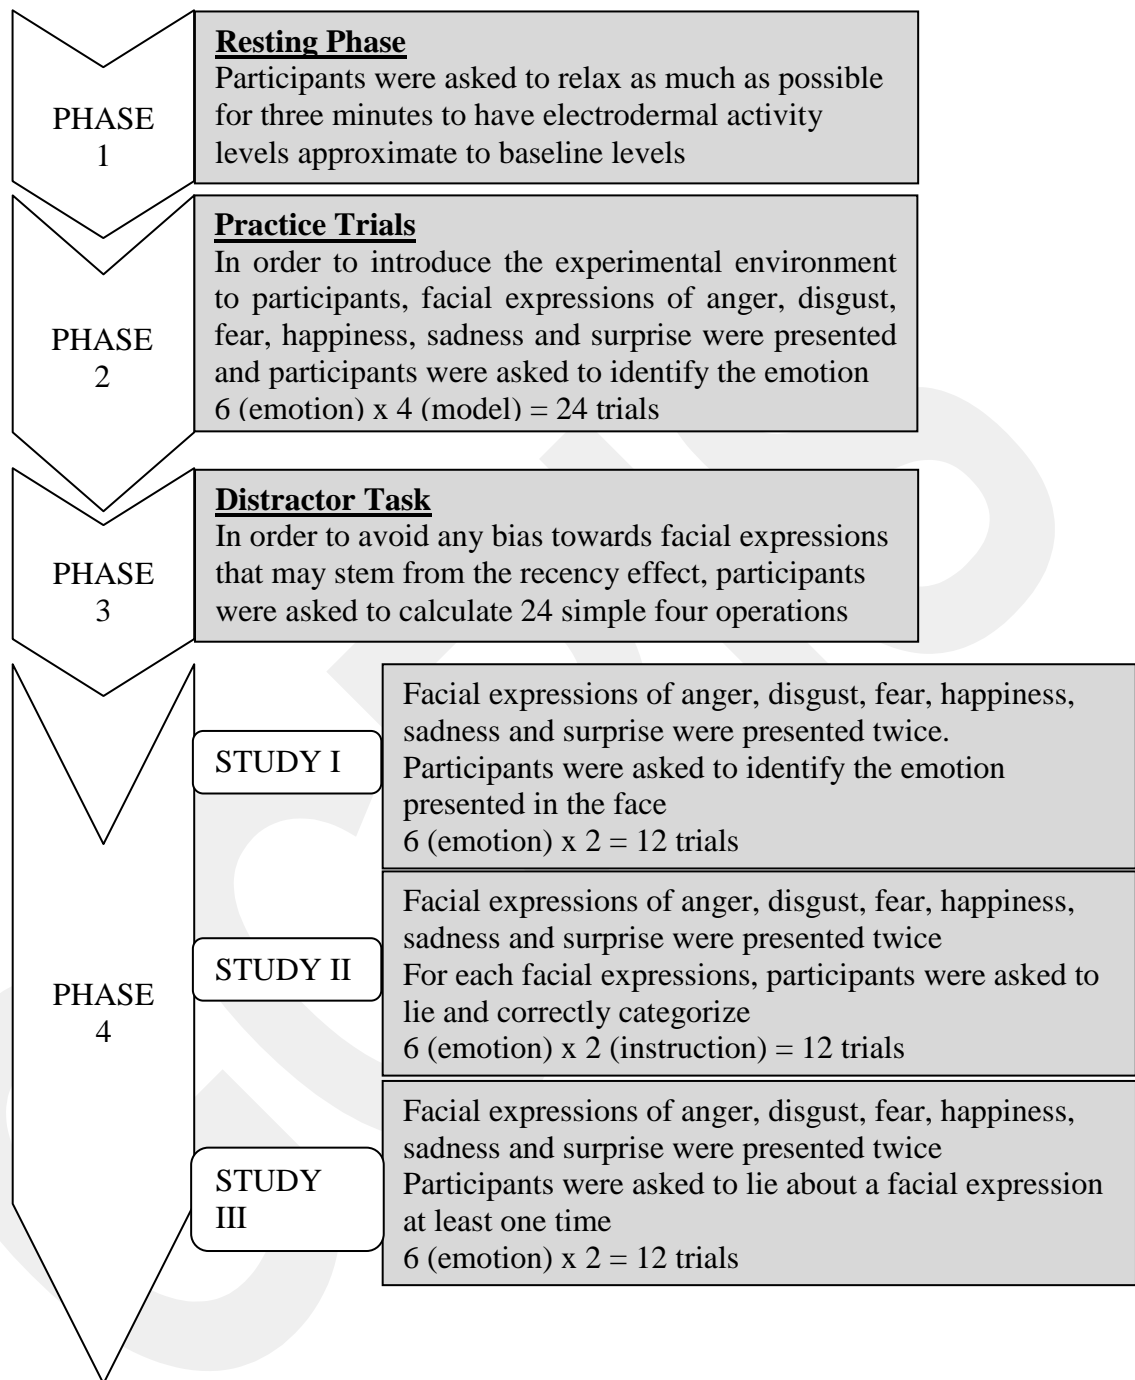 PHASE
1
Resting Phase
Participants were asked to relax as much as possible
for three minutes to have electrodermal activity
levels approximate to baseline levels
PHASE
2
Practice Trials
In order to introduce the experimental environment
to participants, facial expressions of anger, disgust,
fear, happiness, sadness and surprise were presented
and participants were asked to identify the emotion
6 (emotion) x 4 (model) = 24 trials
PHASE
3
Distractor Task
In order to avoid any bias towards facial expressions
that may stem from the recency effect, participants
were asked to calculate 24 simple four operations
PHASE
4
STUDY I
Facial expressions of anger, disgust, fear, happiness,
sadness and surprise were presented twice.
Participants were asked to identify the emotion
presented in the face
6 (emotion) x 2 = 12 trials
STUDY II
Facial expressions of anger, disgust, fear, happiness,
sadness and surprise were presented twice
For each facial expressions, participants were asked to
lie and correctly categorize
6 (emotion) x 2 (instruction) = 12 trials
STUDY
III
Facial expressions of anger, disgust, fear, happiness,
sadness and surprise were presented twice
Participants were asked to lie about a facial expression
at least one time
6 (emotion) x 2 = 12 trials